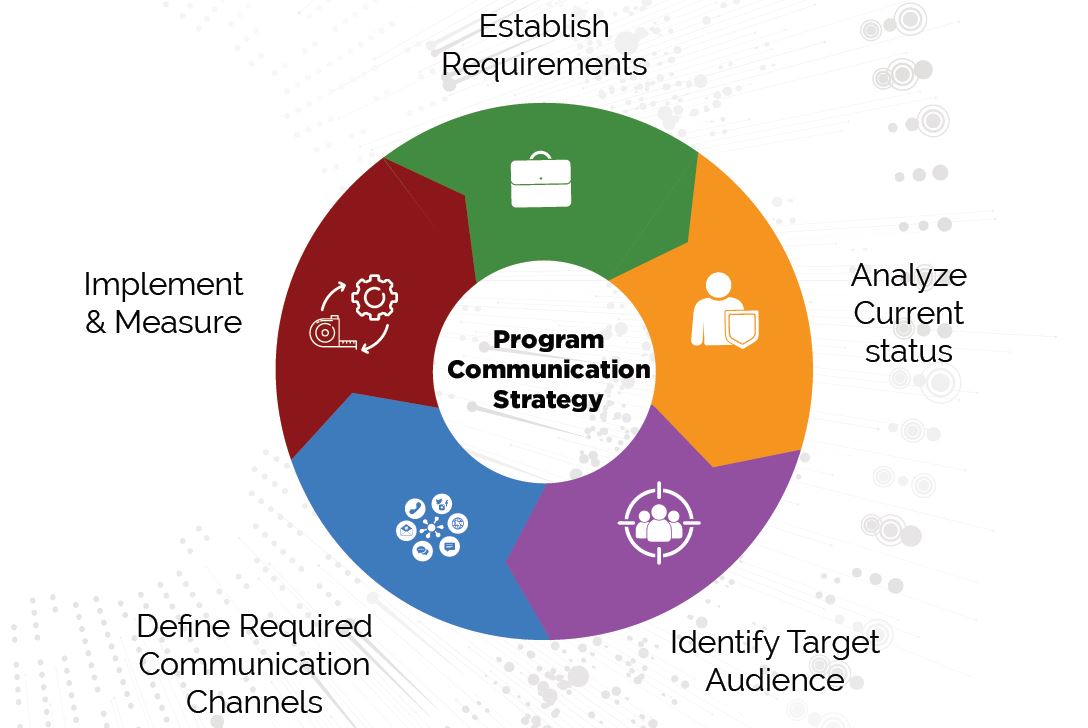 Establish
Requirements
Analyze
Current
status
Identify Target
Audience
Define Required
Communication
Channels
Implement
& Measure
Program
Communication
Strategy